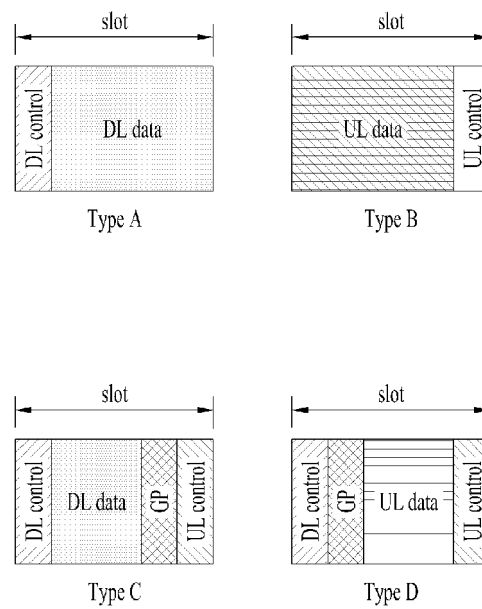 slot
DL control
DL data
Type A
slot
UL data
UL control
Type B
slot
DL control
DL data
GP
UL control
Type C
slot
DL control
GP
UL data
UL control
Type D